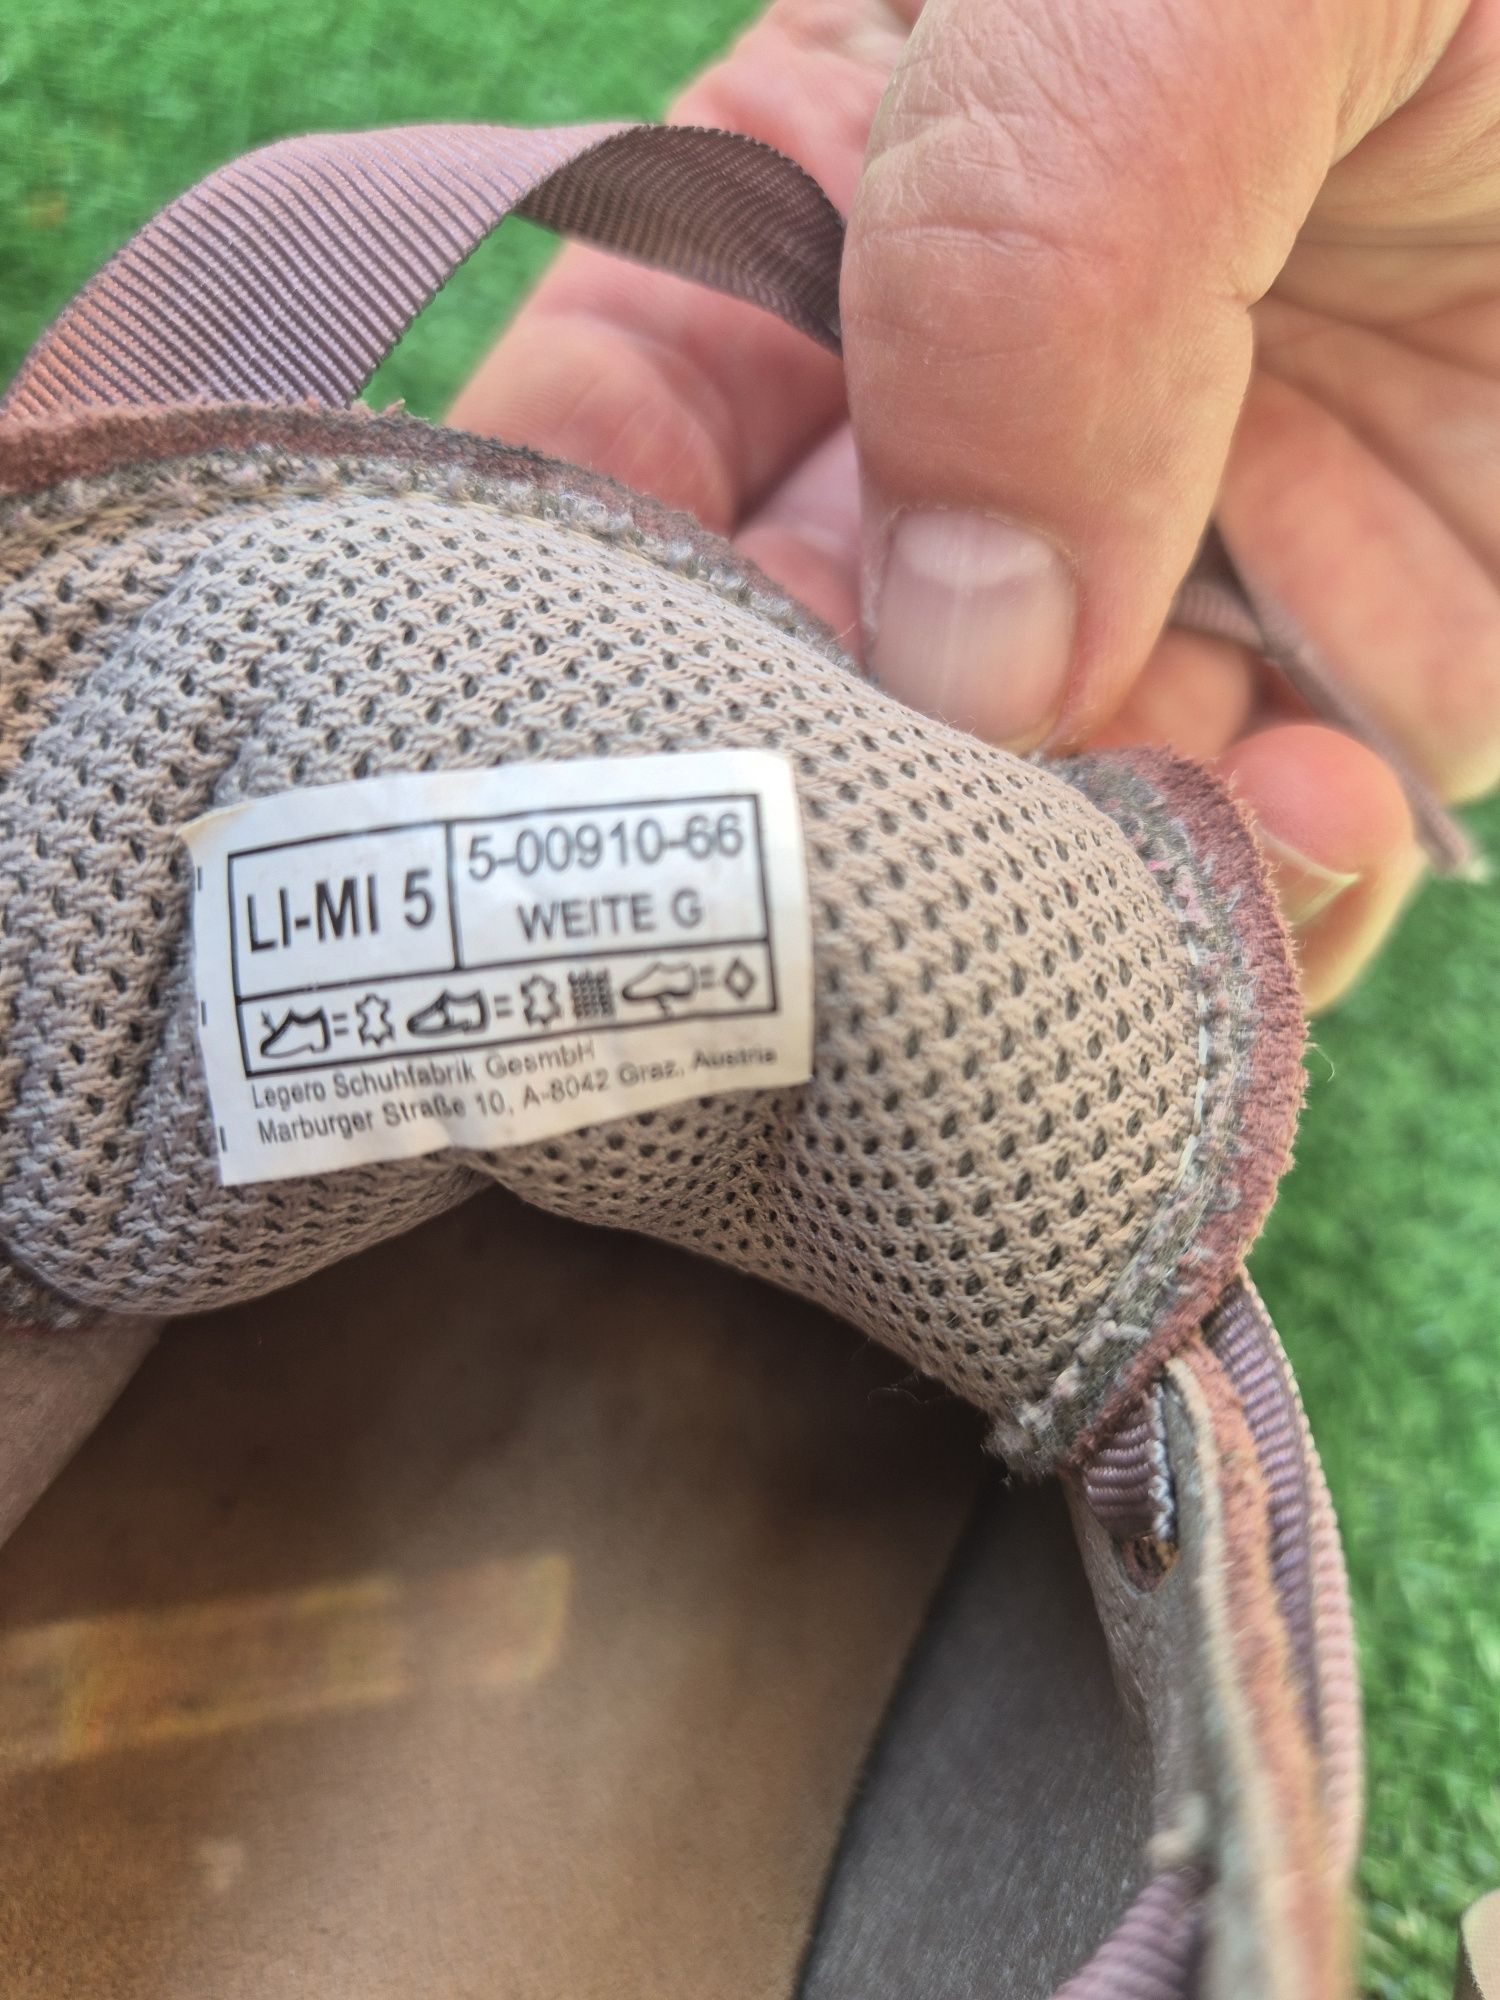 LI-MI 5
5-00910-66
WEITE G
Legero Schuhfabrik GesmbH
Marburger Straße 10, A-8042 Graz, Austria